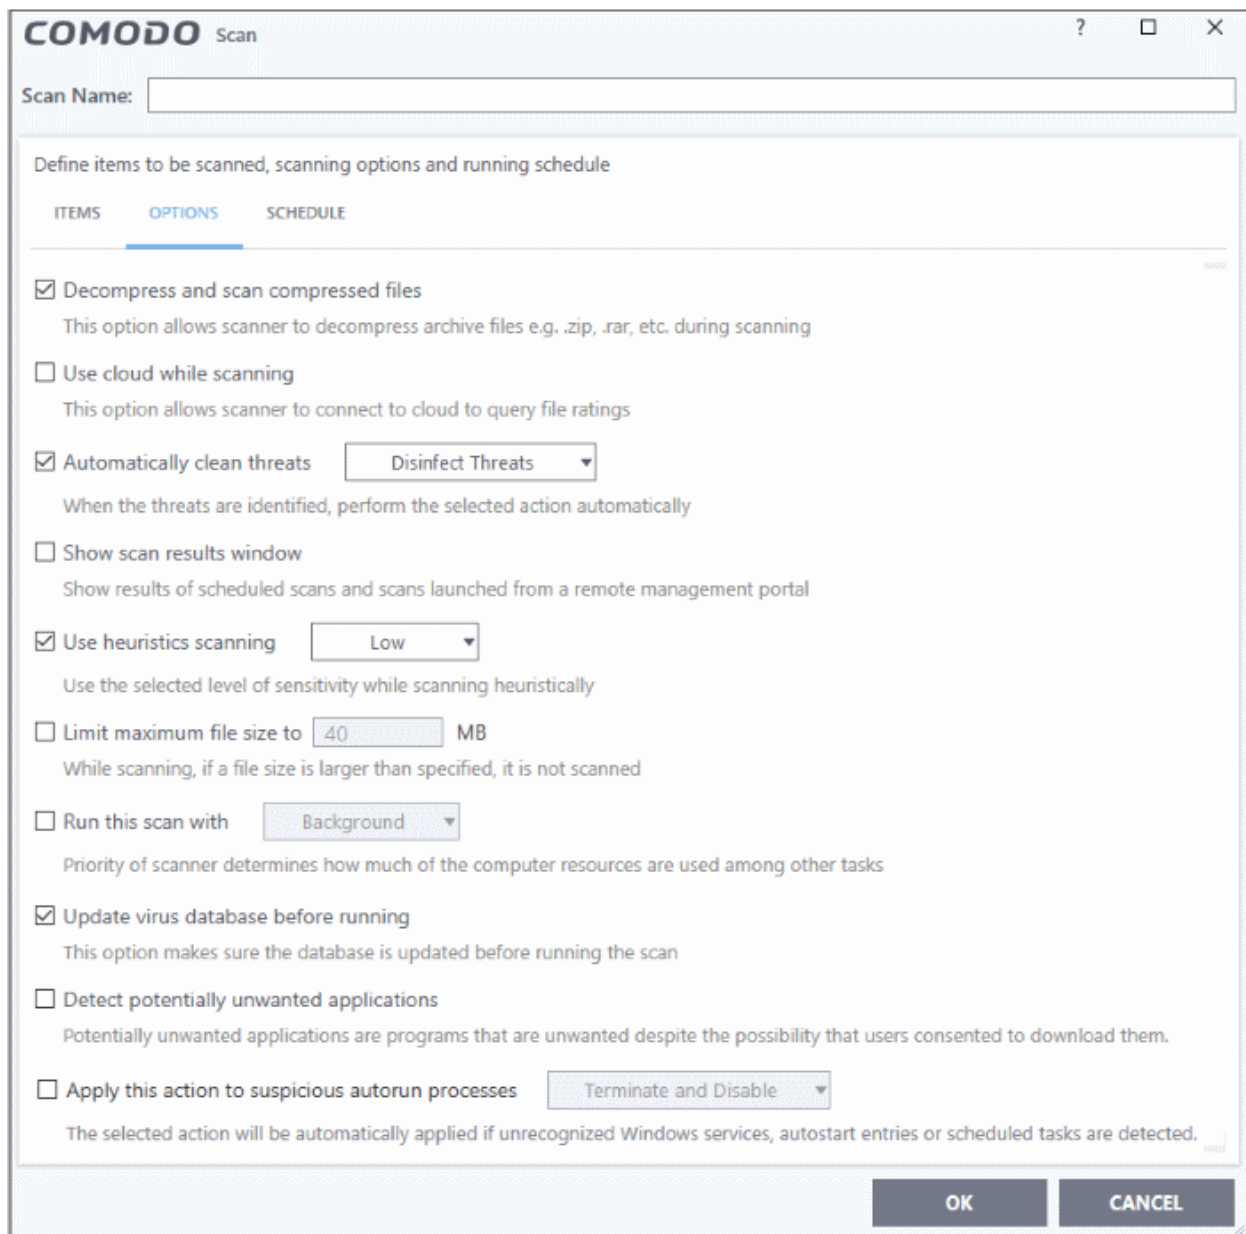 COMODO Scan ?
Scan Name:
Define items to be scanned, scanning options and running schedule
ITEMS OPTIONS SCHEDULE
Decompress and scan compressed files
This option allows scanner to decompress archive files e.g. .zip, .rar, etc. during scanning
Use cloud while scanning
This option allows scanner to connect to cloud to query file ratings
Automatically clean threats Disinfect Threats
When the threats are identified, perform the selected action automatically
Show scan results window
Show results of scheduled scans and scans launched from a remote management portal
Use heuristics scanning Low
Use the selected level of sensitivity while scanning heuristically
Limit maximum file size to 40 MB
While scanning, if a file size is larger than specified, it is not scanned
Run this scan with Background
Priority of scanner determines how much of the computer resources are used among other tasks
Update virus database before running
This option makes sure the database is updated before running the scan
Detect potentially unwanted applications
Potentially unwanted applications are programs that are unwanted despite the possibility that users consented to download them.
Apply this action to suspicious autorun processes Terminate and Disable
The selected action will be automatically applied if unrecognized Windows services, autostart entries or scheduled tasks are detected.
OK CANCEL